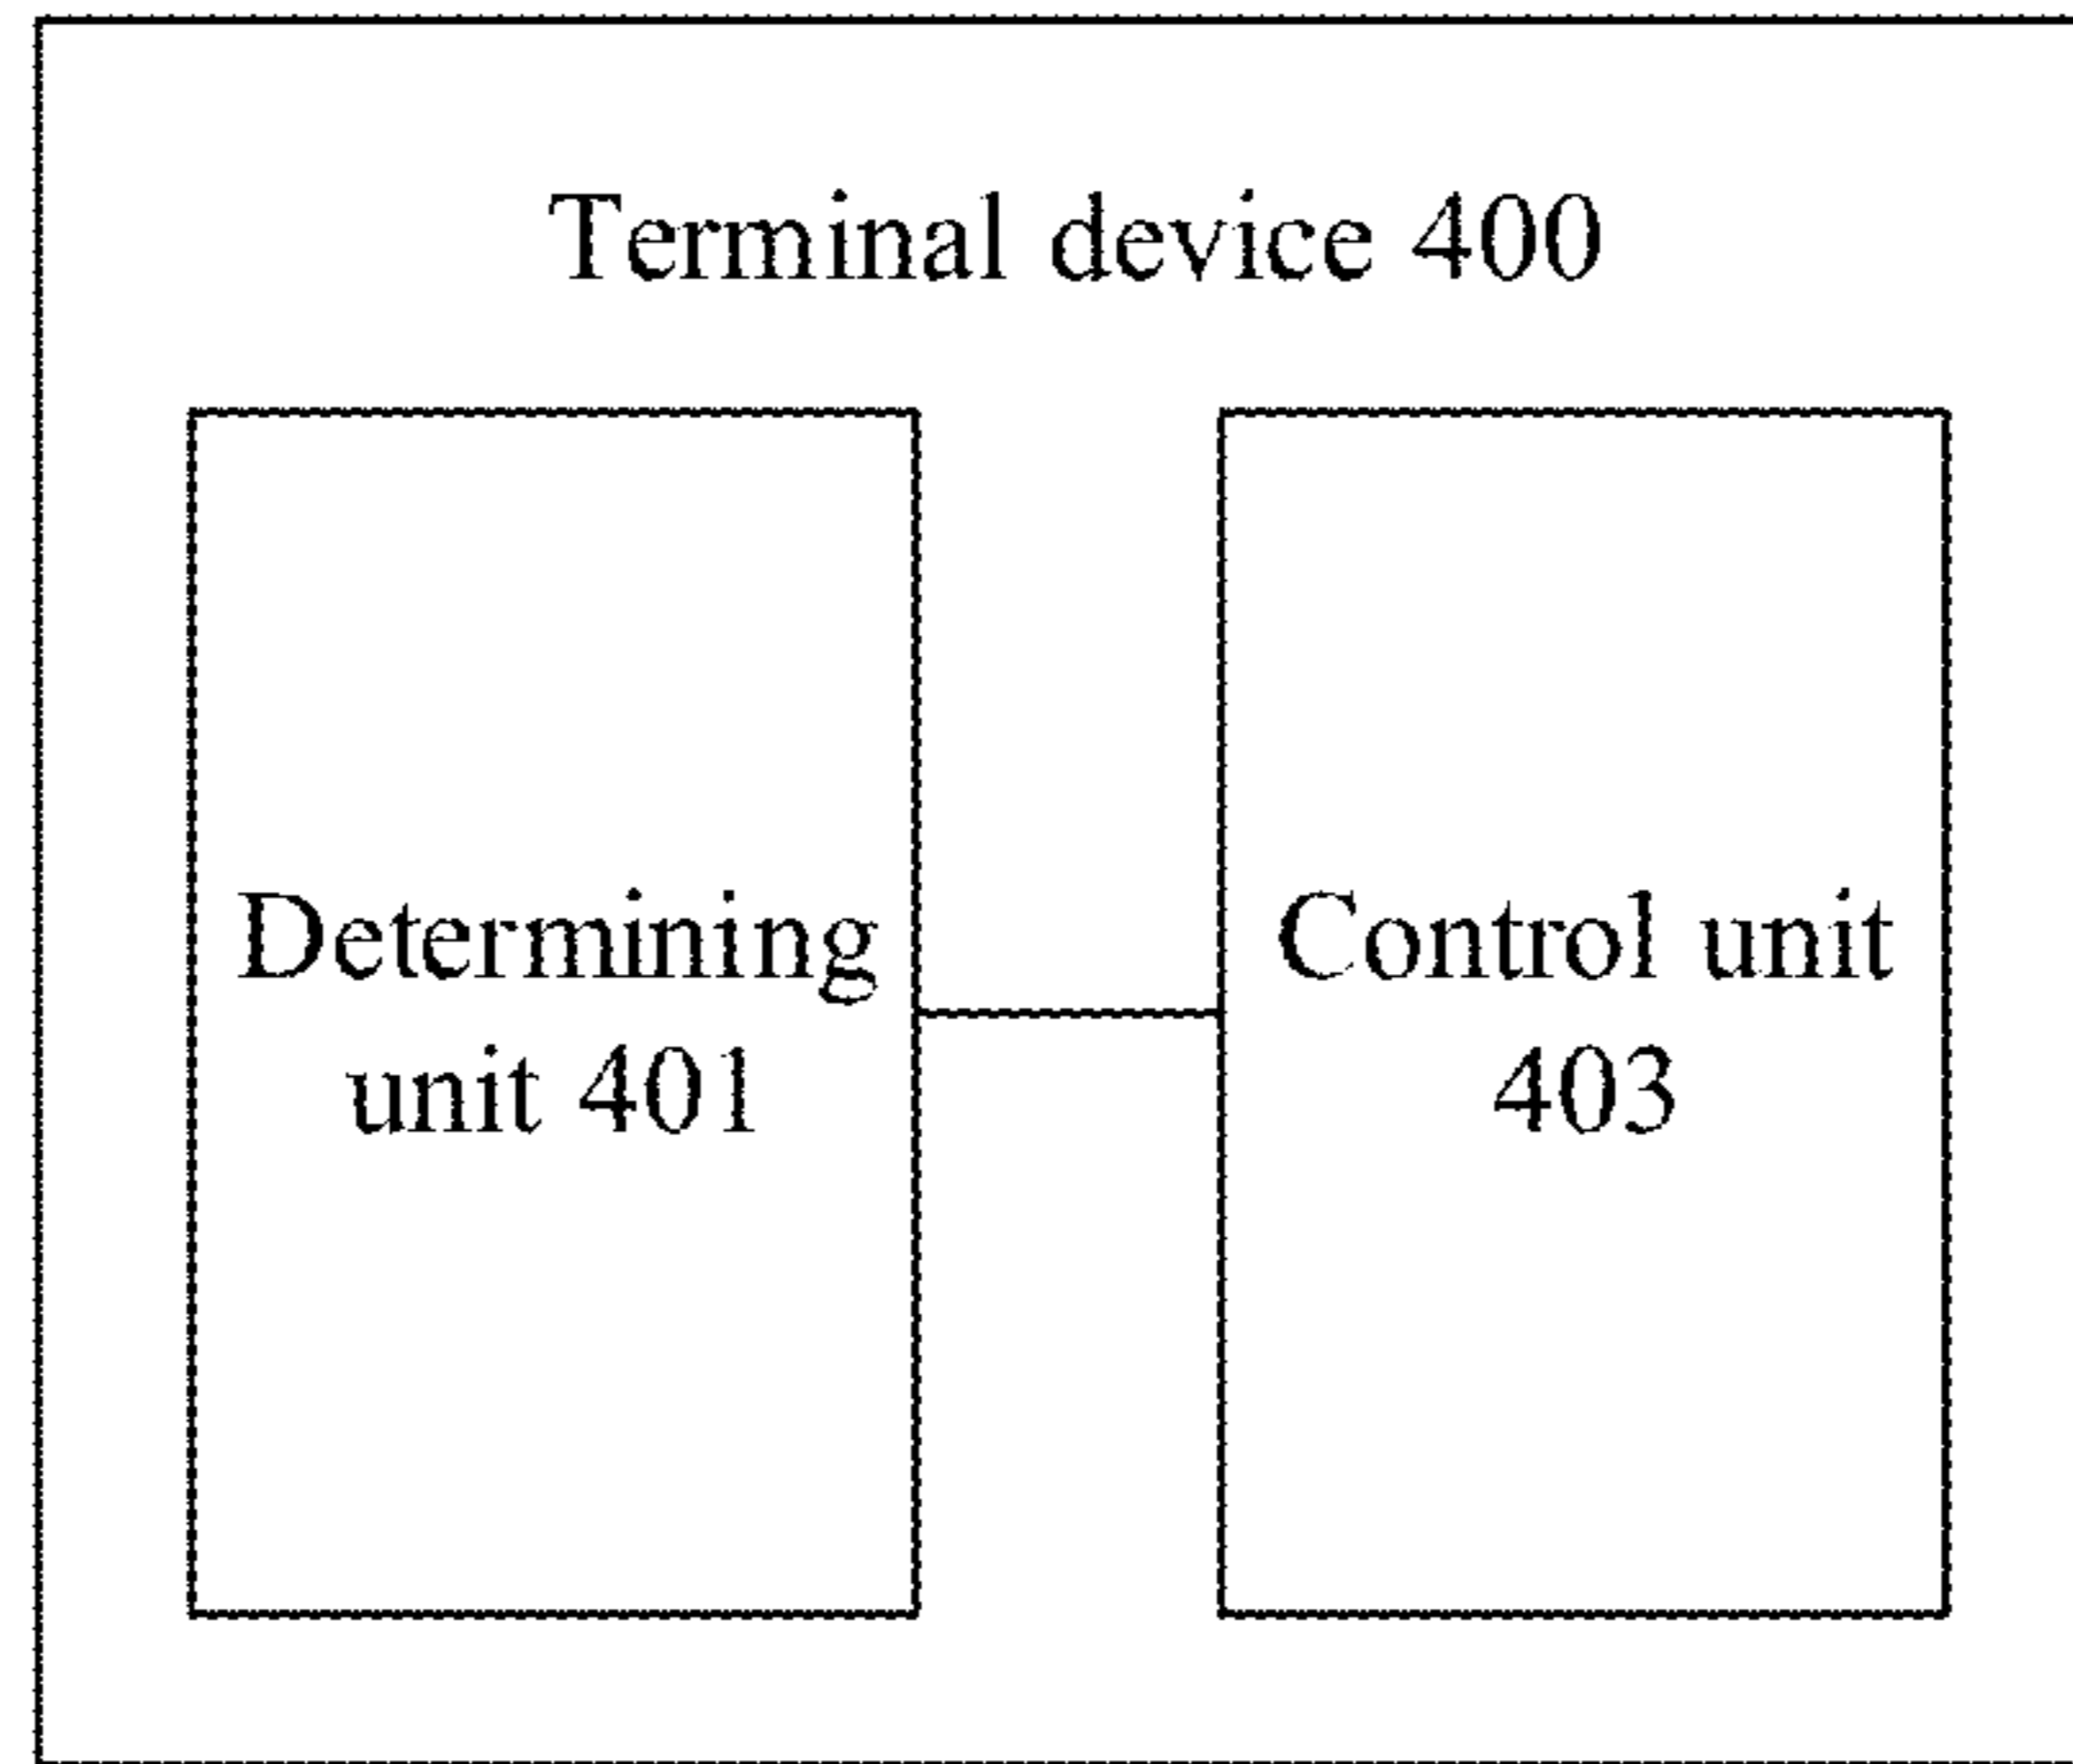 Terminal device 400
Determining
unit 401
Control unit
403